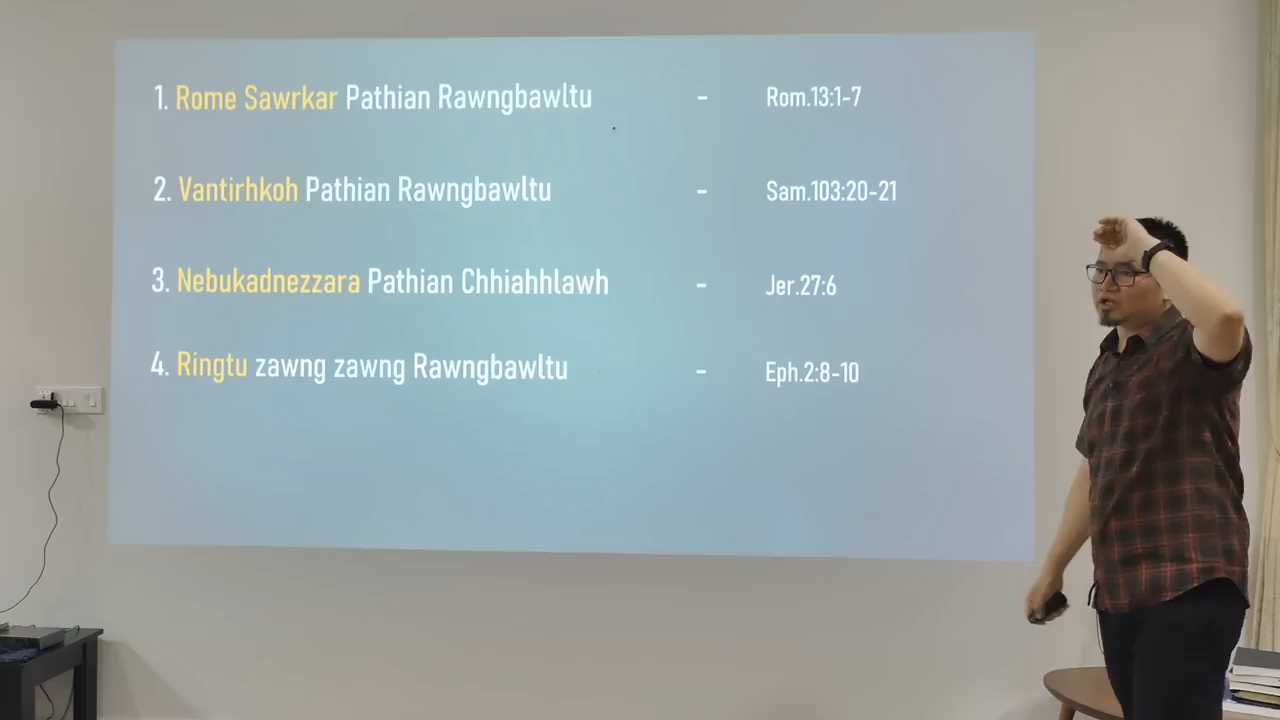 1. Rome Sawrkar Pathian Rawngbawltu - Rom.13:1-7
2. Vantirhkoh Pathian Rawngbawltu - Sam.103:20-21
3. Nebukadnezzara Pathian Chhiahhlawh - Jer.27:6
4. Ringtu zawng zawng Rawngbawltu - Eph.2:8-10